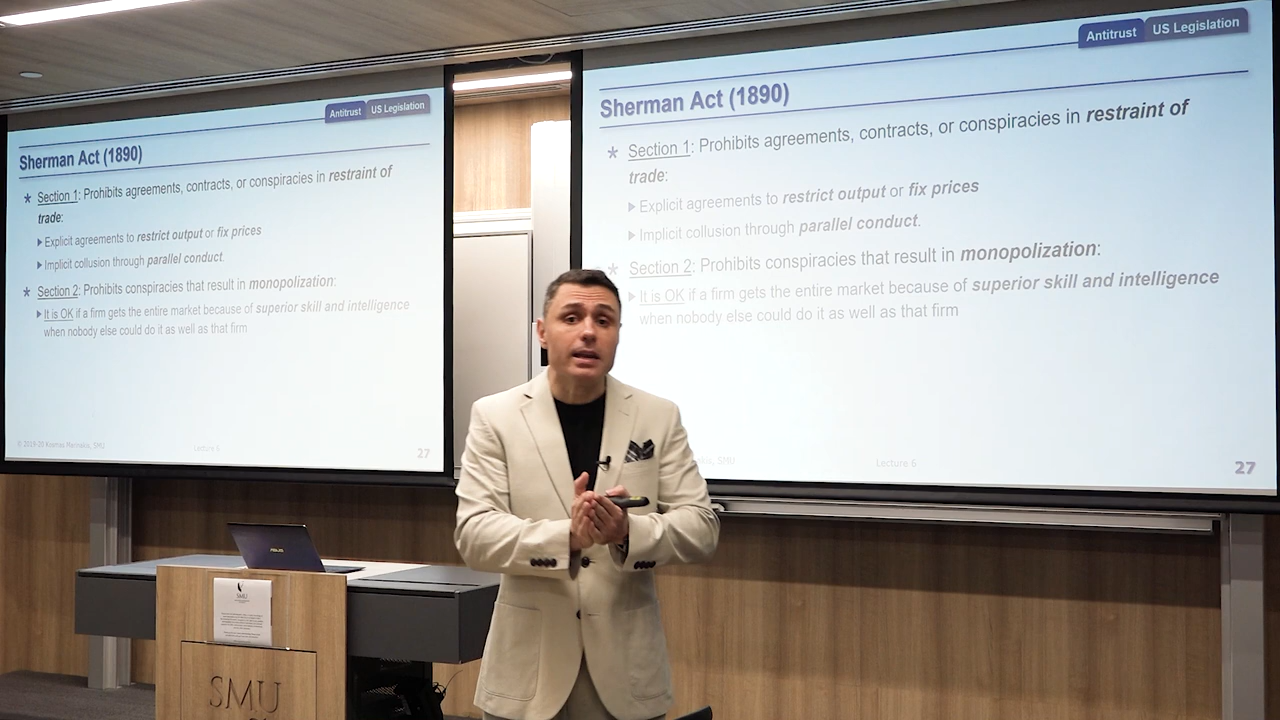 Antitrust US Legislation
Sherman Act (1890)
* Section 1: Prohibits agreements, contracts, or conspiracies in restraint of
trade:
Explicit agreements to restrict output or fix prices
Implicit collusion through parallel conduct.
* Section 2: Prohibits conspiracies that result in monopolization:
It is OK if a firm gets the entire market because of superior skill and intelligence
when nobody else could do it as well as that firm
© 2019-20 Kosmas Marinakis, SMU
Lecture 6
27
Antitrust US Legislation
Sherman Act (1890)
* Section 1: Prohibits agreements, contracts, or conspiracies in restraint of
trade:
Explicit agreements to restrict output or fix prices
Implicit collusion through parallel conduct.
* Section 2: Prohibits conspiracies that result in monopolization:
It is OK if a firm gets the entire market because of superior skill and intelligence
when nobody else could do it as well as that firm
SMU
Lecture 6
27
ASUS
SMU
SMU